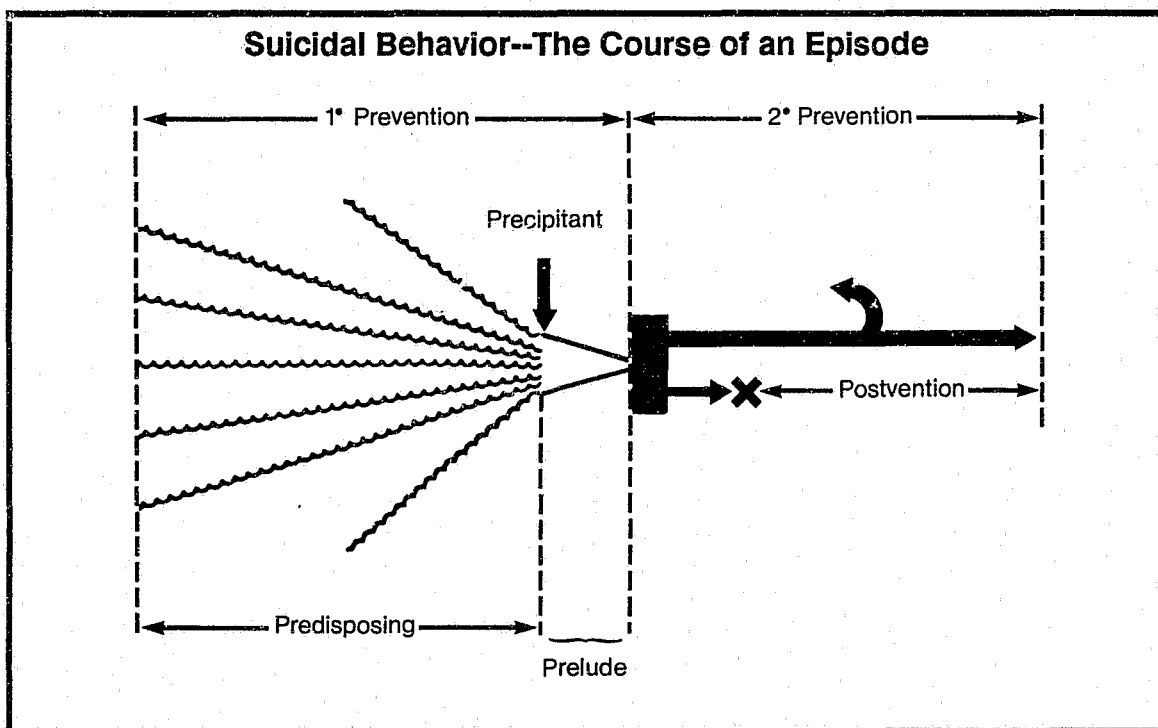 Suicidal Behavior--The Course of an Episode
1° Prevention
2° Prevention
Precipitant
Postvention
Predisposing
Prelude